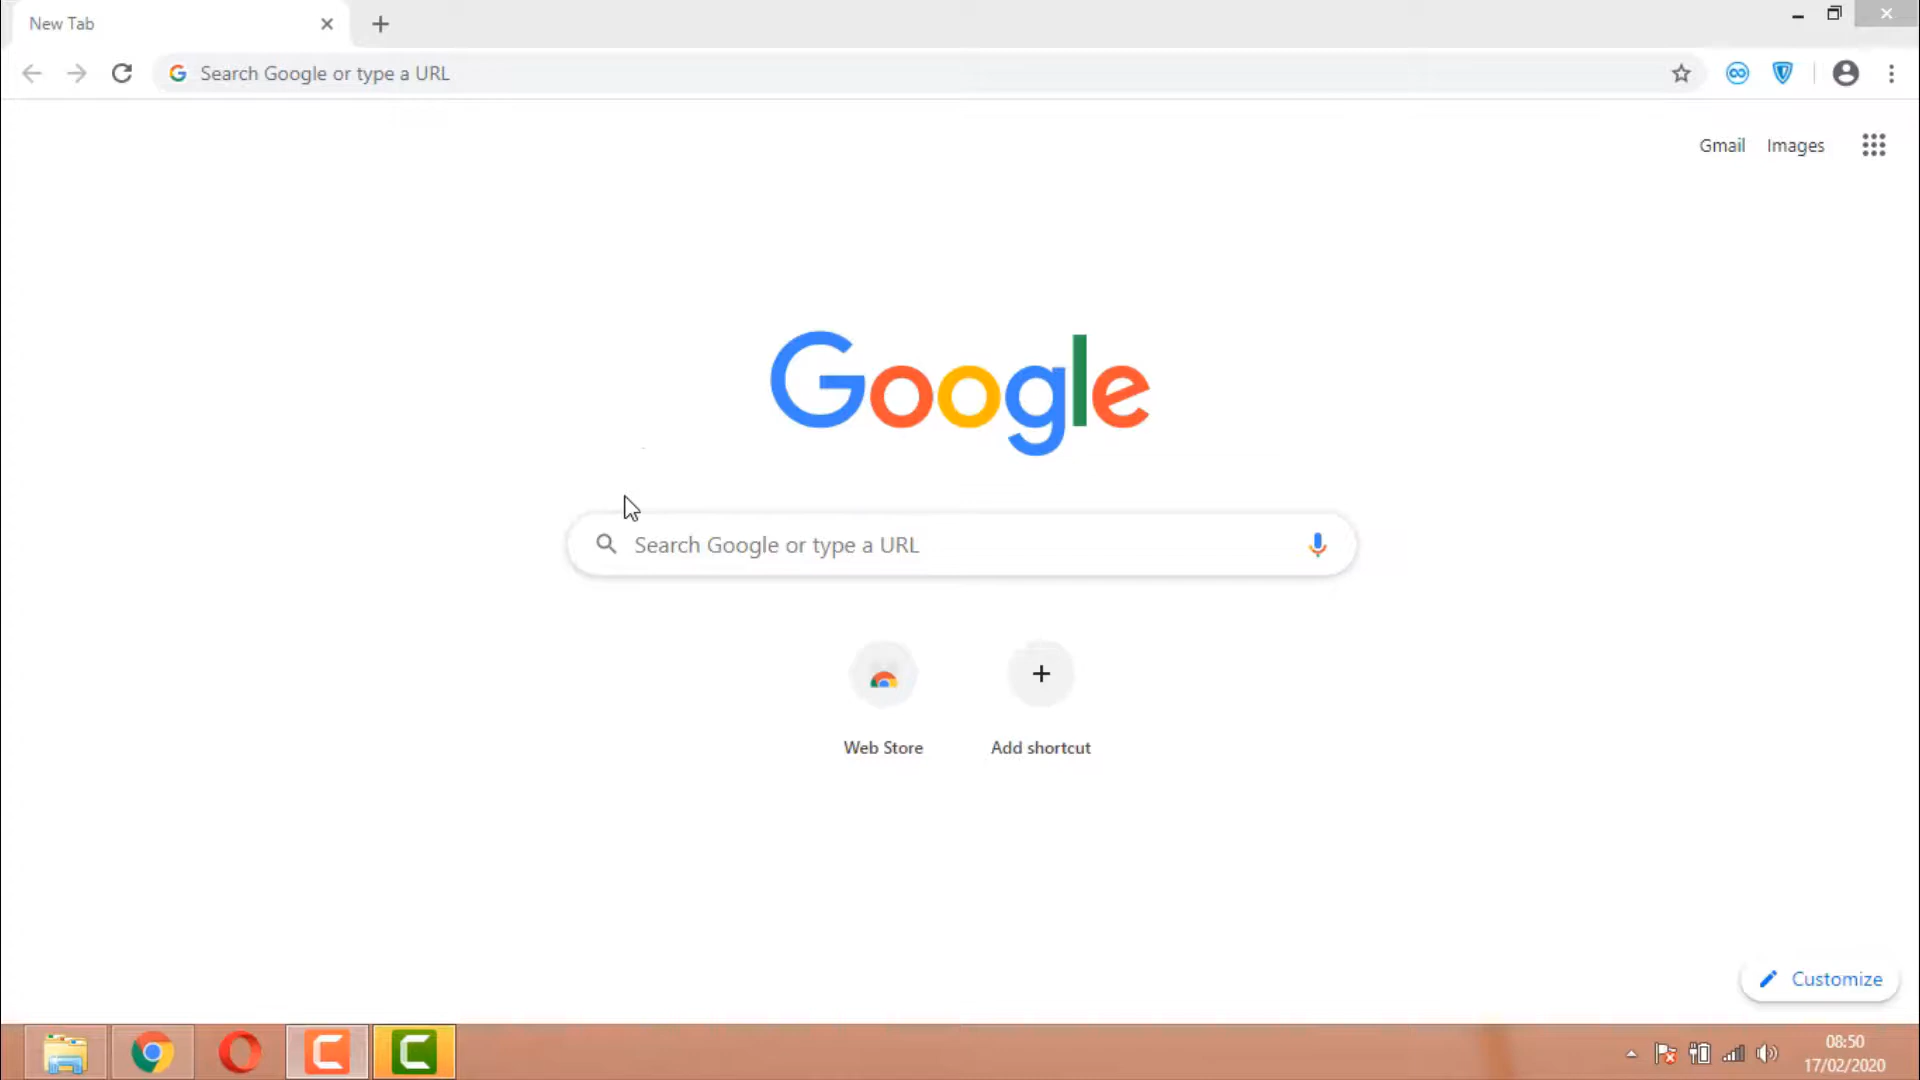 New Tab
Search Google or type a URL
Gmail Images
Google
Search Google or type a URL
Web Store
Add shortcut
Customize
08:50
17/02/2020